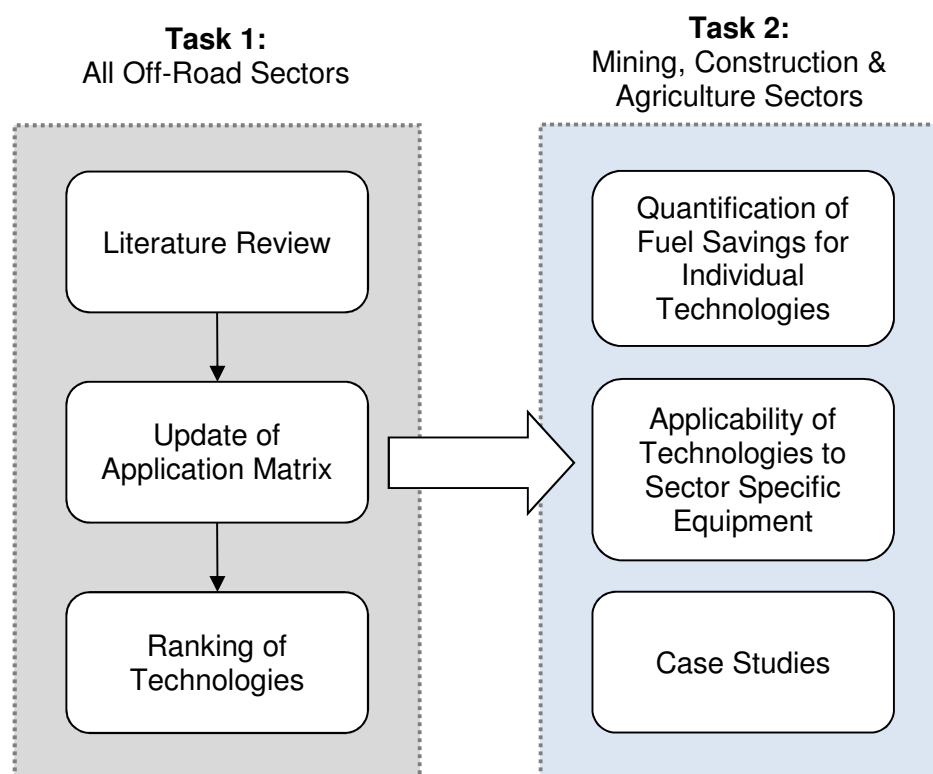 Task 1:
All Off-Road Sectors
Literature Review
Update of
Application Matrix
Ranking of
Technologies
Task 2:
Mining, Construction &
Agriculture Sectors
Quantification of
Fuel Savings for
Individual
Technologies
Applicability of
Technologies to
Sector Specific
Equipment
Case Studies